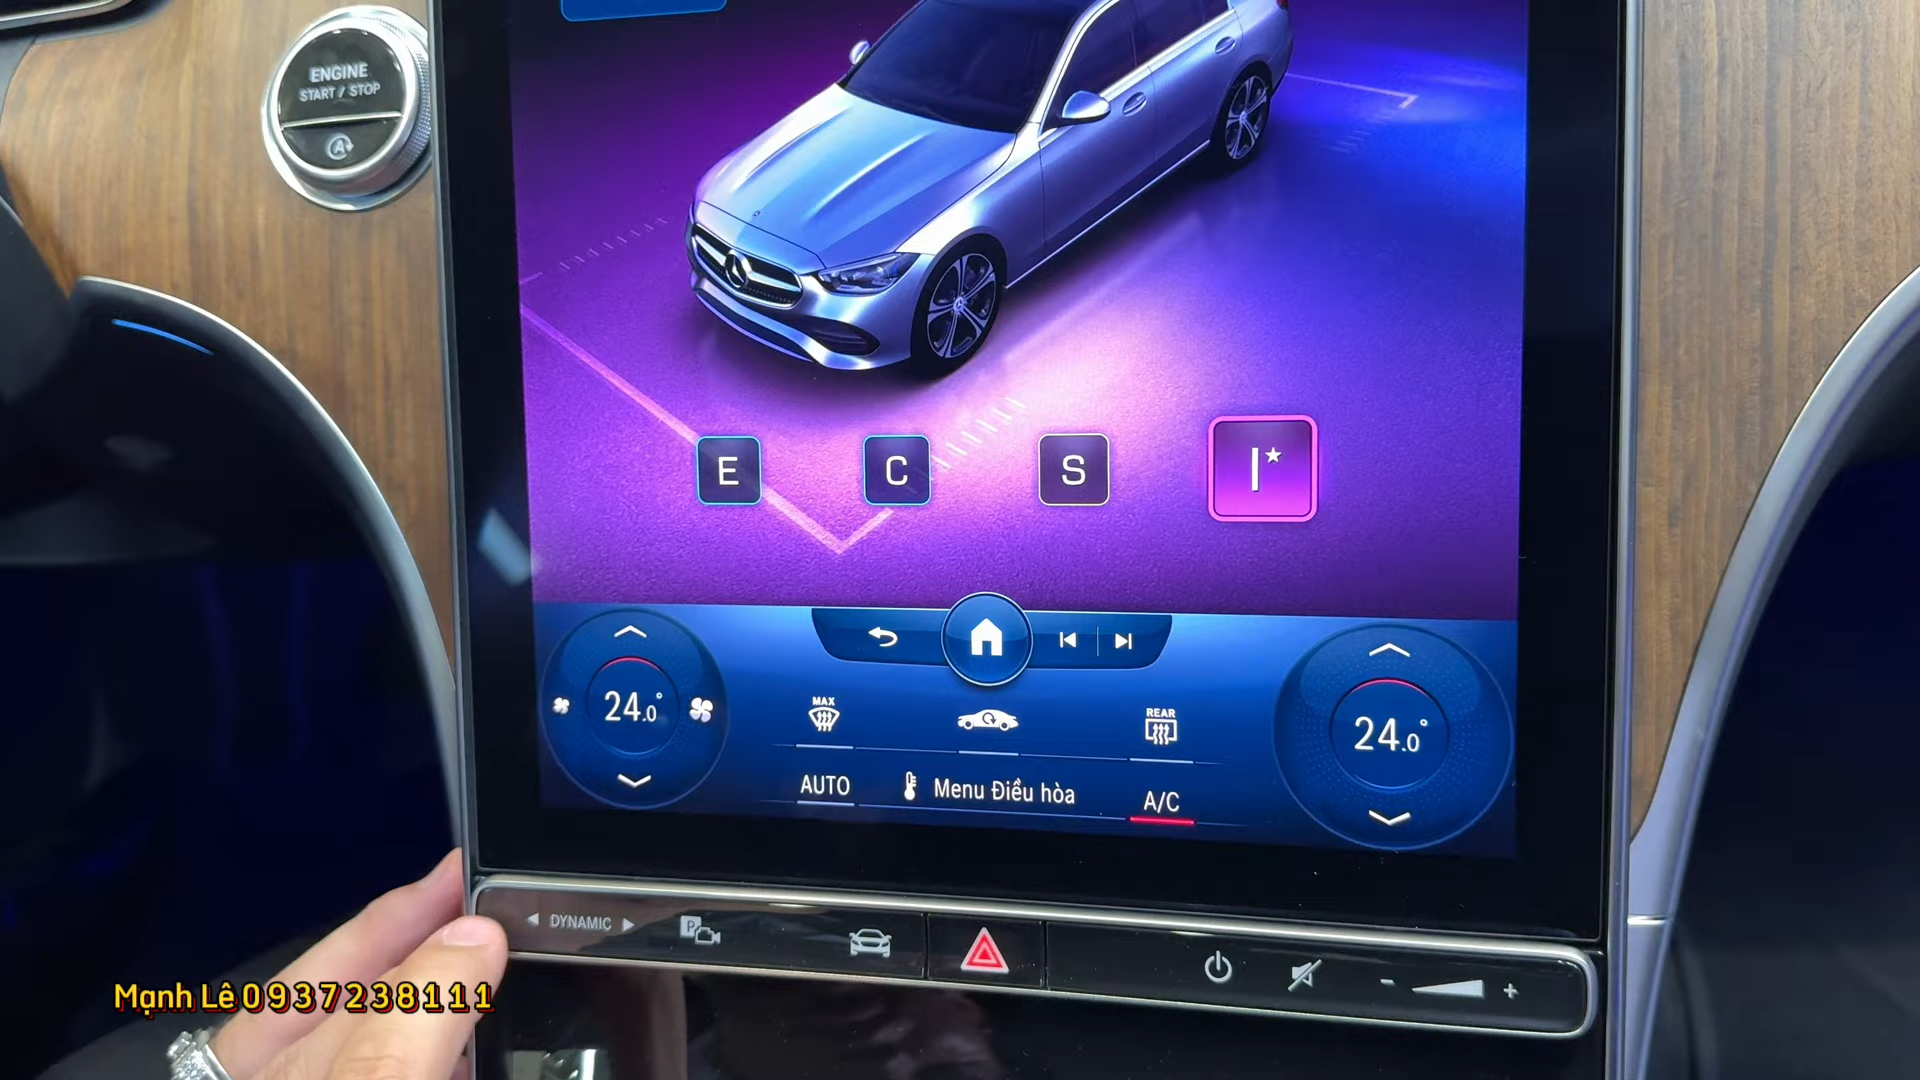 ENGINE
START / STOP
A
E
C
S
I*
24.0°
MAX
REAR
24.0°
AUTO
Menu Điều hòa
A/C
DYNAMIC
P
- +
Mạnh Lê 0937238111